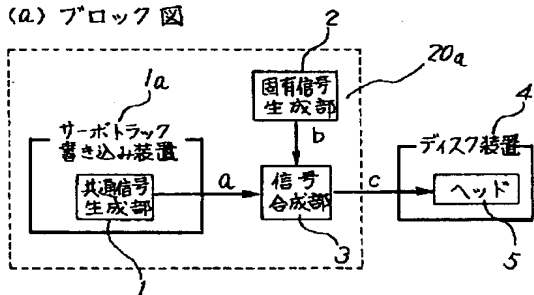 (a) ブロック図
2
20a
1a
固有信号
生成部
4
サーボトラック
書き込み装置
b
ディスク装置
共通信号
生成部
a
信号
合成部
c
ヘッド
1
3
5